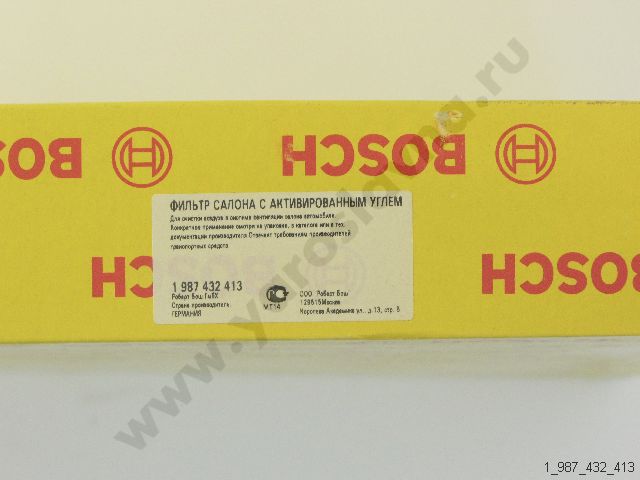 BOSCH
BOSCH
ФИЛЬТР САЛОНА С АКТИВИРОВАННЫМ УГЛЕМ
Для очистки воздуха в системе вентиляции салона автомобиля.
Конкретное применение смотри на упаковке, в каталоге или в тех.
документации производителя Отвечает требованиям производителей
транспортных средств
1 987 432 413
Роберт Бош ГмбХ
Страна производитель:
ГЕРМАНИЯ
МТ14
ООО Роберт Бош
129515 Москва
Королева Академика ул., д.13, стр. 5
BOSCH
BOSCH
www.yaroslavna.ru
1_987_432_413